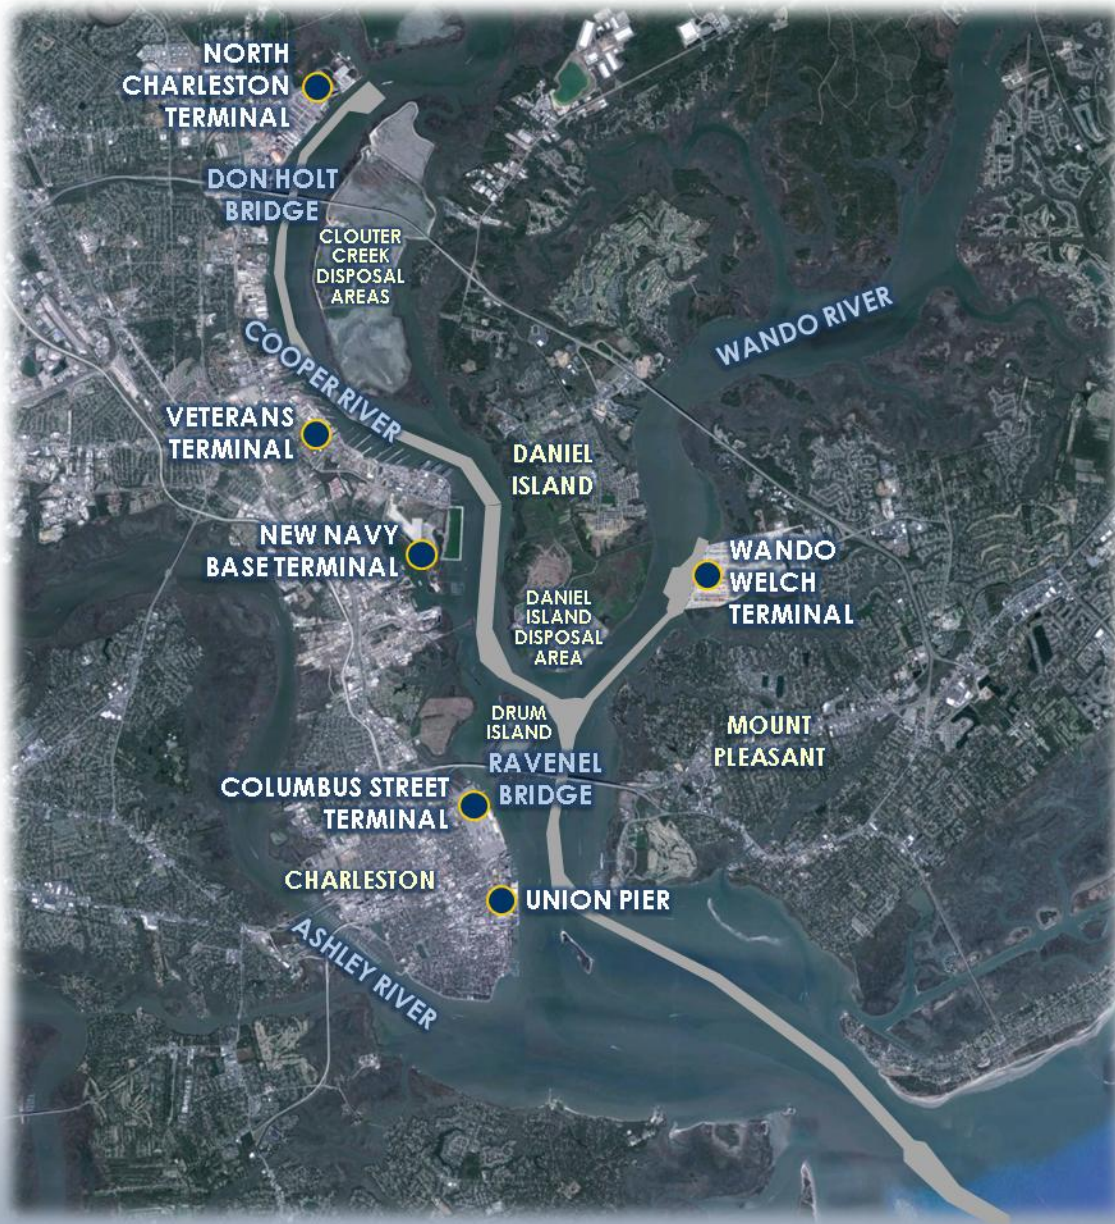 NORTH
CHARLESTON
TERMINAL
DON HOLT
BRIDGE
CLOUTER
CREEK
DISPOSAL
AREAS
WANDO RIVER
COOPER RIVER
VETERANS
TERMINAL
DANIEL
ISLAND
NEW NAVY
BASE TERMINAL
WANDO
WELCH
TERMINAL
DANIEL
ISLAND
DISPOSAL
AREA
DRUM
ISLAND
MOUNT
PLEASANT
RAVENEL
BRIDGE
COLUMBUS STREET
TERMINAL
CHARLESTON
UNION PIER
ASHLEY RIVER